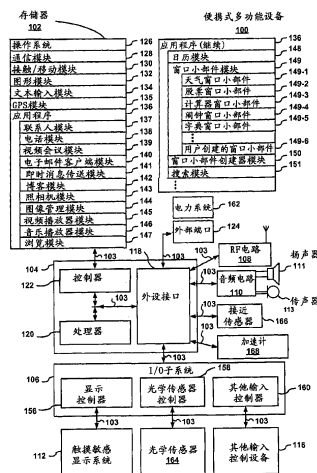 存储器
102
操作系统 126
通信模块 128
接触/移动模块 130
图形模块 132
文本输入模块 134
GPS模块 135
应用程序 136
联系人模块 137
电话模块 138
视频会议模块 139
电子邮件客户端模块 140
即时消息传送模块 141
博客模块 142
照相机模块 143
图像管理模块 144
视频播放器模块 145
音乐播放器模块 146
浏览模块 147
便携式多功能设备
100
应用程序(继续) 136
日历模块 148
窗口小部件模块 149
天气窗口小部件 149-1
股票窗口小部件 149-2
计算器窗口小部件 149-3
闹钟窗口小部件 149-4
字典窗口小部件 149-5
用户创建的窗口小部件 149-6
窗口小部件创建器模块 150
搜索模块 151
电力系统 162
外部端口 124
118
103
103
104
122
控制器
103
120
处理器
外设接口
103
RF电路
108
扬声器
111
103
音频电路
110
传声器
113
103
接近
传感器
166
103
加速计
168
103
106
I/O子系统
显示
控制器
156
光学传感器
控制器
158
其他输入
控制器
160
103
103
103
触摸敏感
显示系统
112
光学传感器
164
其他输入
控制设备
116